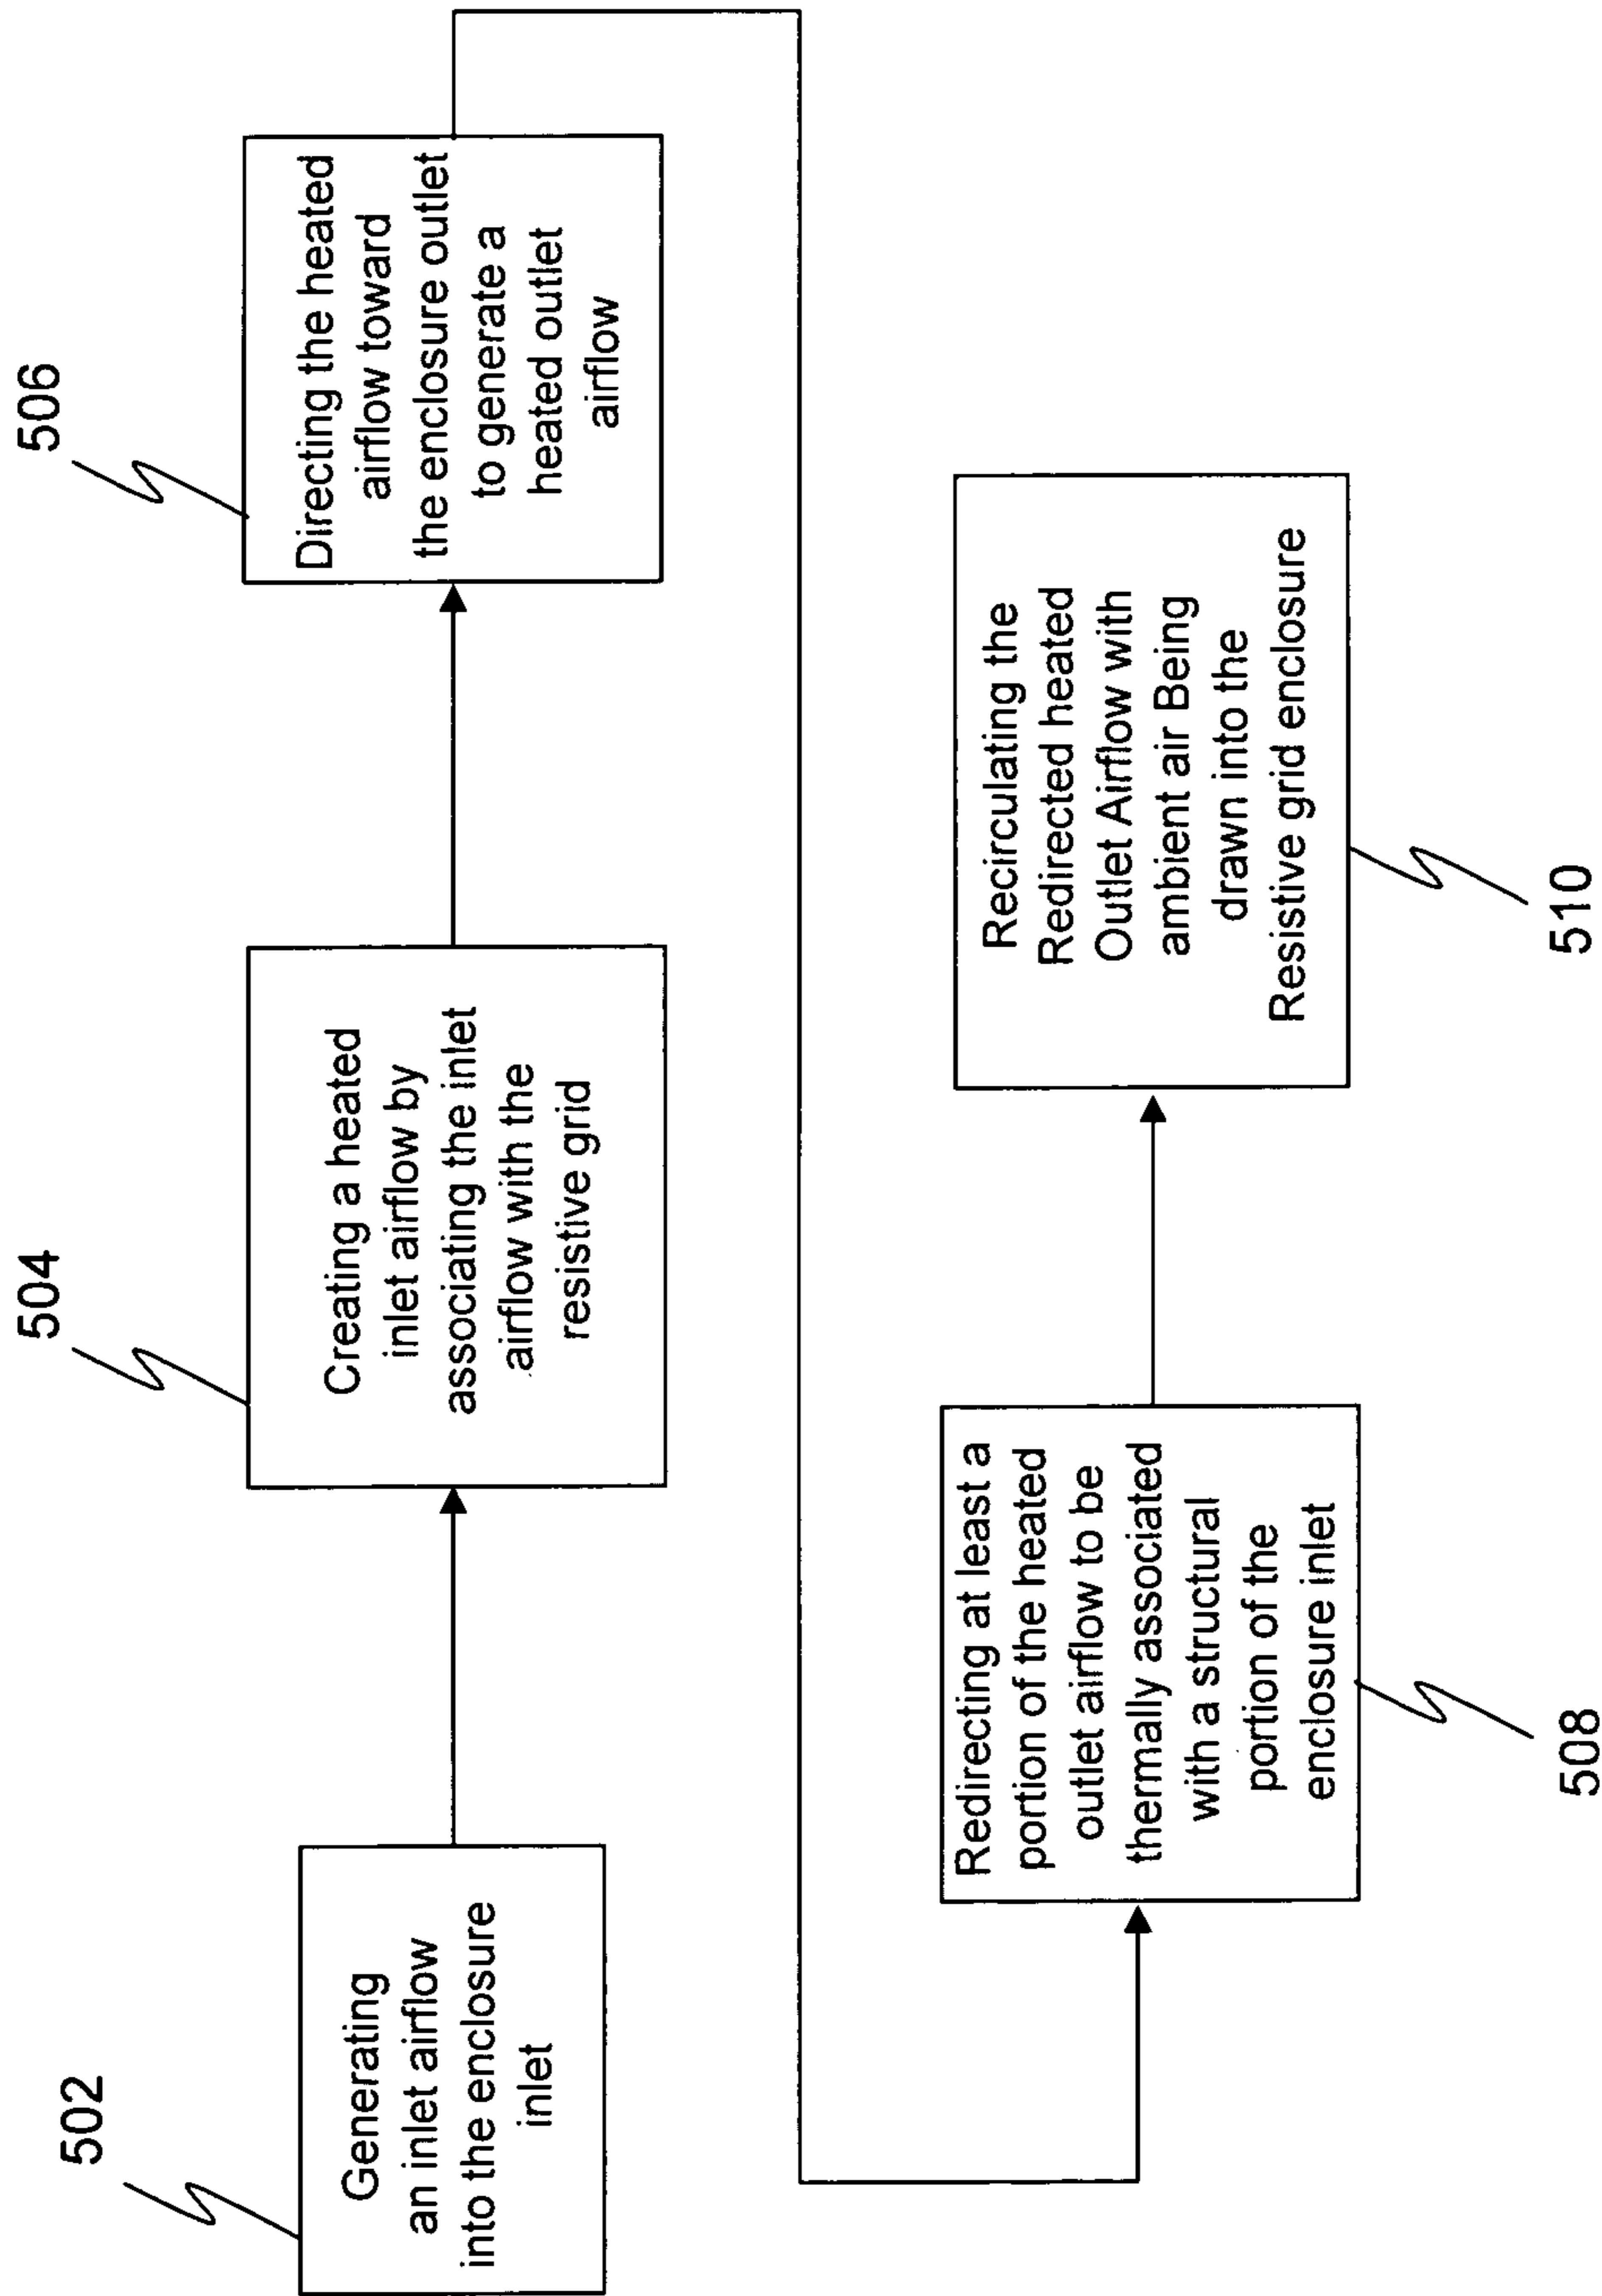 502
Generating
an inlet airflow
into the enclosure
inlet
504
Creating a heated
inlet airflow by
associating the inlet
airflow with the
resistive grid
506
Directing the heated
airflow toward
the enclosure outlet
to generate a
heated outlet
airflow
Redirecting at least a
portion of the heated
outlet airflow to be
thermally associated
with a structural
portion of the
enclosure inlet
508
Recirculating the
Redirected heated
Outlet Airflow with
ambient air Being
drawn into the
Resistive grid enclosure
510